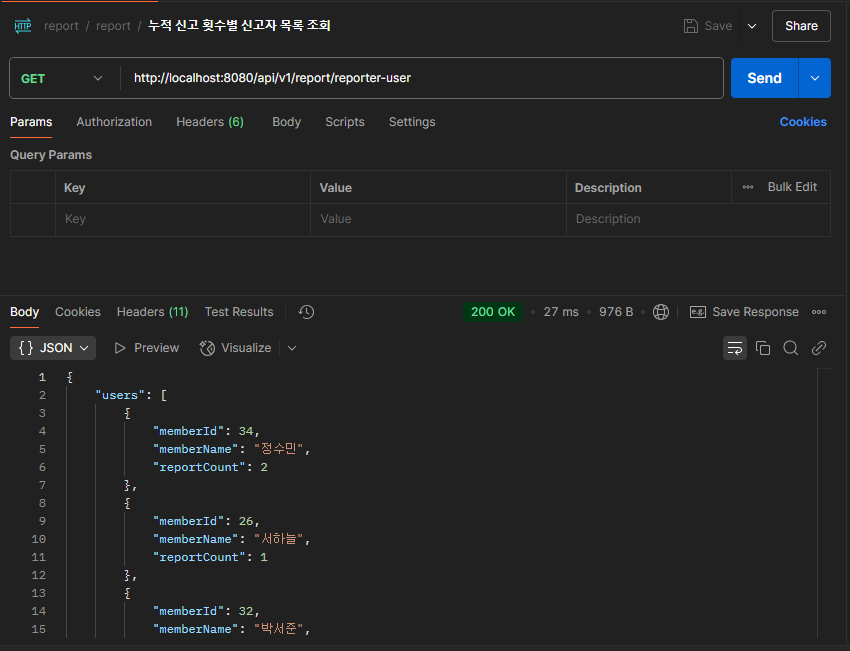 HTTP report / report / 누적 신고 횟수별 신고자 목록 조회 Save Share
GET http://localhost:8080/api/v1/report/reporter-user Send
Params Authorization Headers (6) Body Scripts Settings Cookies
Query Params
Key Value Description Bulk Edit
Key Value Description
Body Cookies Headers (11) Test Results 200 OK 27 ms 976 B e.g. Save Response
{} JSON Preview Visualize
1 {
2 "users": [
3 {
4 "memberId": 34,
5 "memberName": "정수민",
6 "reportCount": 2
7 },
8 {
9 "memberId": 26,
10 "memberName": "서하늘",
11 "reportCount": 1
12 },
13 {
14 "memberId": 32,
15 "memberName": "박서준",